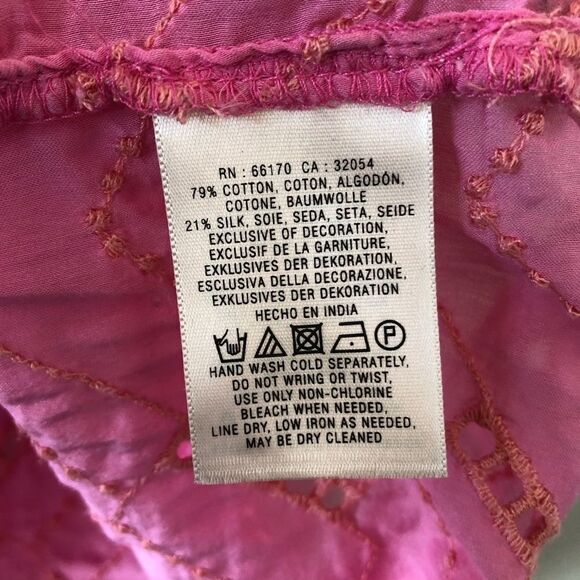 RN : 66170 CA : 32054
79% COTTON, COTON, ALGODÓN,
COTONE, BAUMWOLLE
21% SILK, SOIE, SEDA, SETA, SEIDE
EXCLUSIVE OF DECORATION,
EXCLUSIF DE LA GARNITURE,
EXKLUSIVES DER DEKORATION,
ESCLUSIVA DELLA DECORAZIONE,
EXKLUSIVES DER DEKORATION
HECHO EN INDIA
P
HAND WASH COLD SEPARATELY,
DO NOT WRING OR TWIST,
USE ONLY NON-CHLORINE
BLEACH WHEN NEEDED,
LINE DRY, LOW IRON AS NEEDED,
MAY BE DRY CLEANED